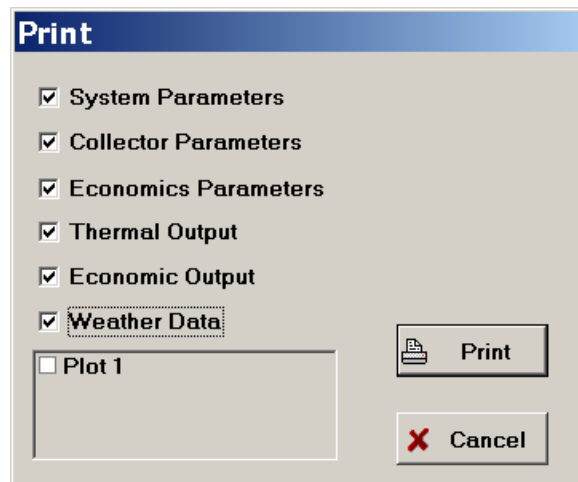 Print
System Parameters
Collector Parameters
Economics Parameters
Thermal Output
Economic Output
Weather Data
Plot 1
Print
Cancel